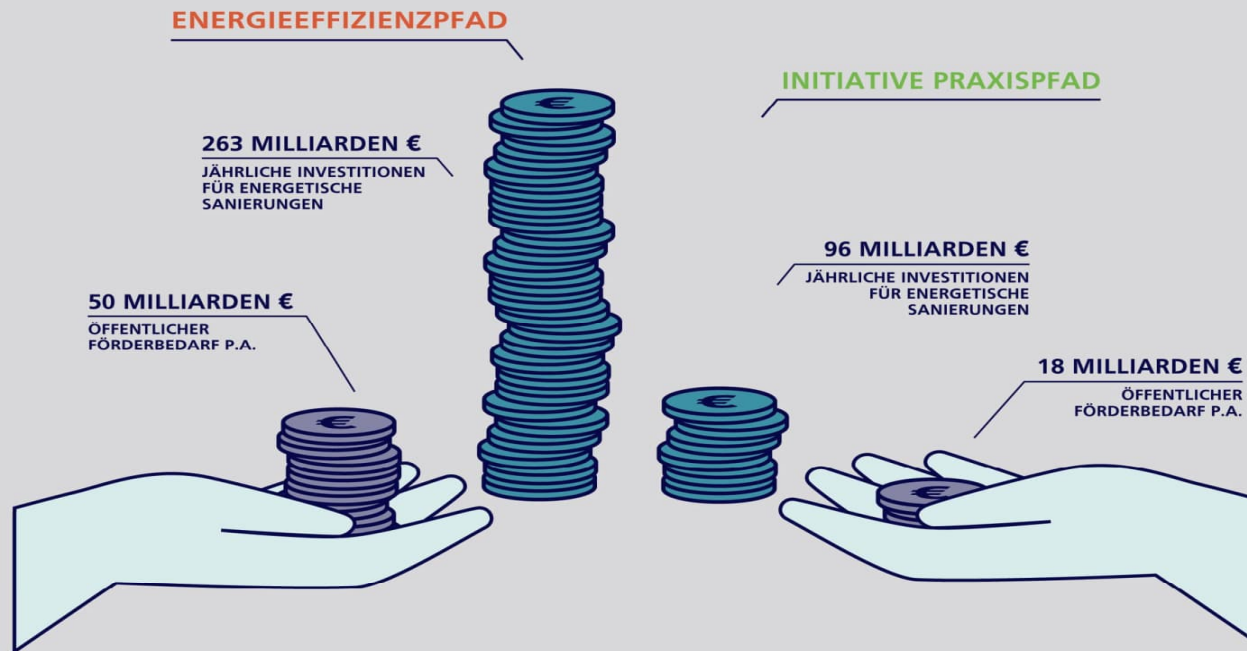 ENERGIEEFFIZIENZPFAD
263 MILLIARDEN €
JÄHRLICHE INVESTITIONEN
FÜR ENERGETISCHE
SANIERUNGEN
50 MILLIARDEN €
ÖFFENTLICHER
FÖRDERBEDARF P.A.
INITIATIVE PRAXISPFAD
96 MILLIARDEN €
JÄHRLICHE INVESTITIONEN
FÜR ENERGETISCHE
SANIERUNGEN
18 MILLIARDEN €
ÖFFENTLICHER
FÖRDERBEDARF P.A.
€
€
€
€